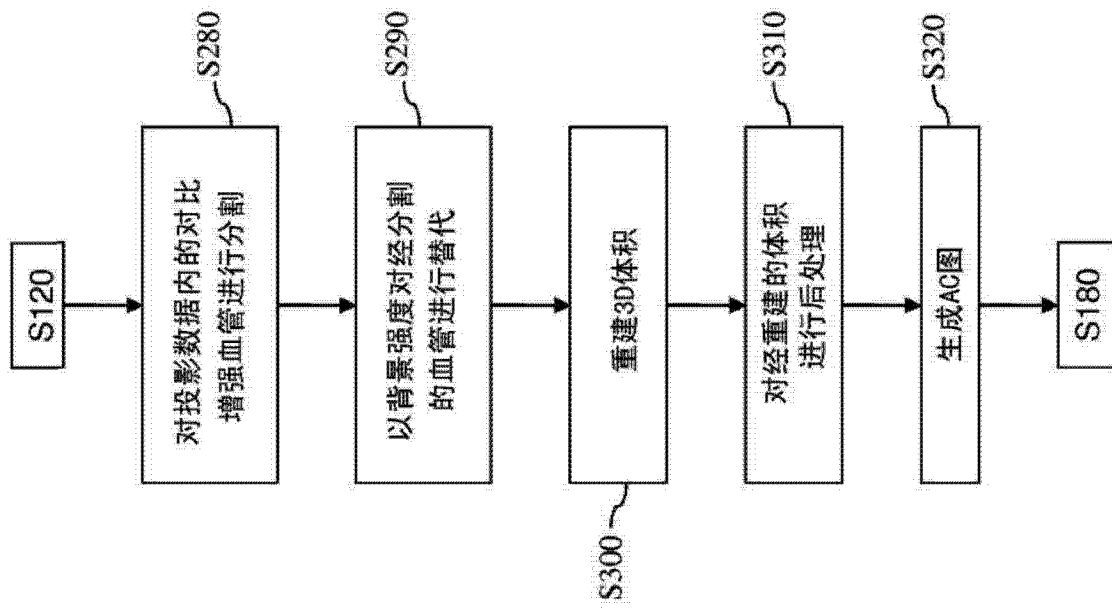 S120
对投影数据内的对比
增强血管进行分割
S280
以背景强度对经分割
的血管进行替代
S290
重建3D体积
S300
对经重建的体积
进行后处理
S310
生成AC图
S320
S180